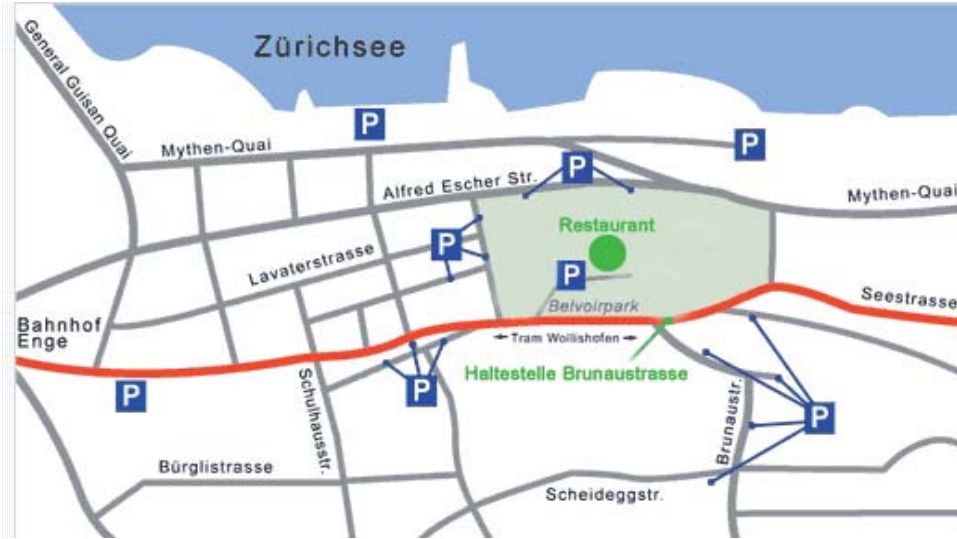 Zürichsee
General Guisan Quai
P
P
Mythen-Quai
P
Alfred Escher Str.
Mythen-Quai
Restaurant
P
Lavaterstrasse
P
Belvoirpark
Seestrasse
Bahnhof
Enge
Tram Wollishofen
Haltestelle Brunaustrasse
P
P
P
Schulhausstr.
Brunaustr.
Bürglistrasse
Scheideggstr.